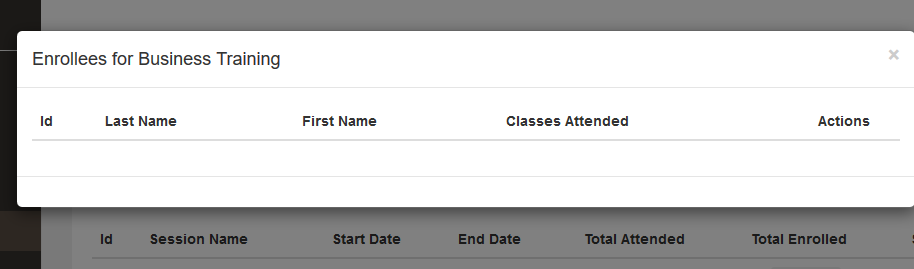 Enrollees for Business Training ×
Id Last Name First Name Classes Attended Actions
Id Session Name Start Date End Date Total Attended Total Enrolled